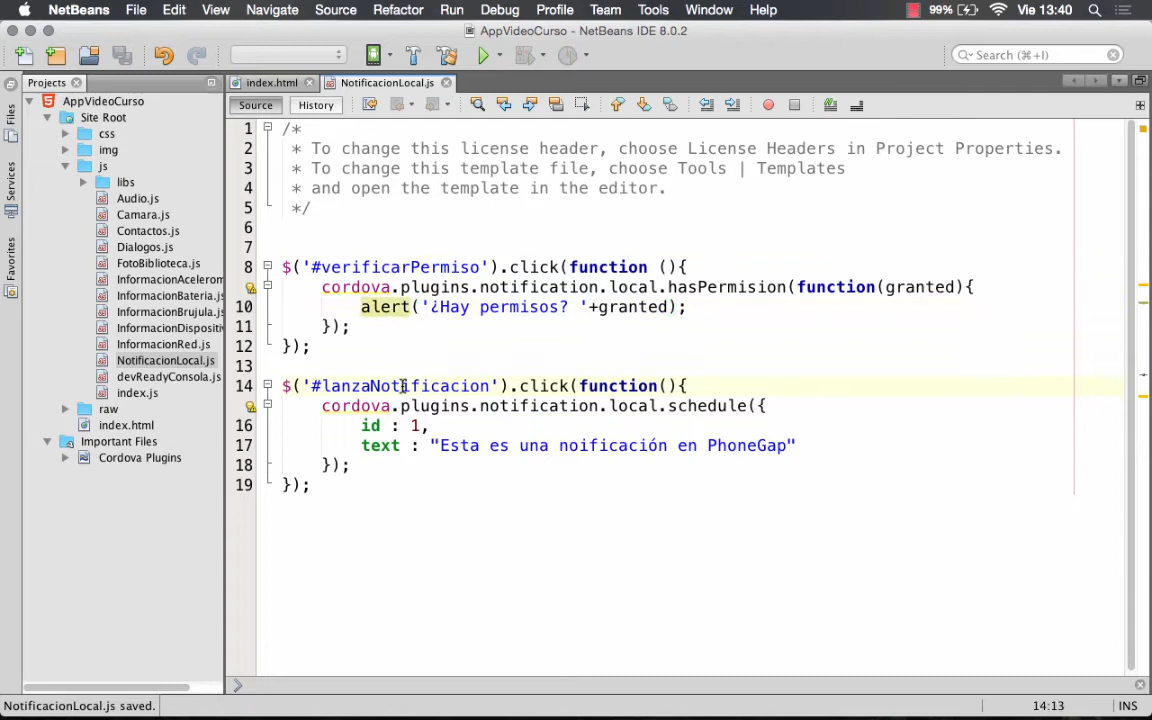 NetBeans File Edit View Navigate Source Refactor Run Debug Profile Team Tools Window Help 99% Vie 13:40
AppVideoCurso - NetBeans IDE 8.0.2
Search (⌘+I)
Projects index.html NotificacionLocal.js
Source History
Files
Services
Favorites
AppVideoCurso
Site Root
css
img
js
libs
Audio.js
Camara.js
Contactos.js
Dialogos.js
FotoBiblioteca.js
InformacionAcelerom
InformacionBateria.js
InformacionBrujula.js
InformacionDispositi
InformacionRed.js
NotificacionLocal.js
devReadyConsola.js
index.js
raw
index.html
Important Files
Cordova Plugins
1 /*
2 * To change this license header, choose License Headers in Project Properties.
3 * To change this template file, choose Tools | Templates
4 * and open the template in the editor.
5 */
6
7
8 $('#verificarPermiso').click(function (){
cordova.plugins.notification.local.hasPermision(function(granted){
10 alert('¿Hay permisos? '+granted);
11 });
12 });
13
14 $('#lanzaNotificacion').click(function(){
cordova.plugins.notification.local.schedule({
16 id : 1,
17 text : "Esta es una noificación en PhoneGap"
18 });
19 });
NotificacionLocal.js saved. 14:13 INS